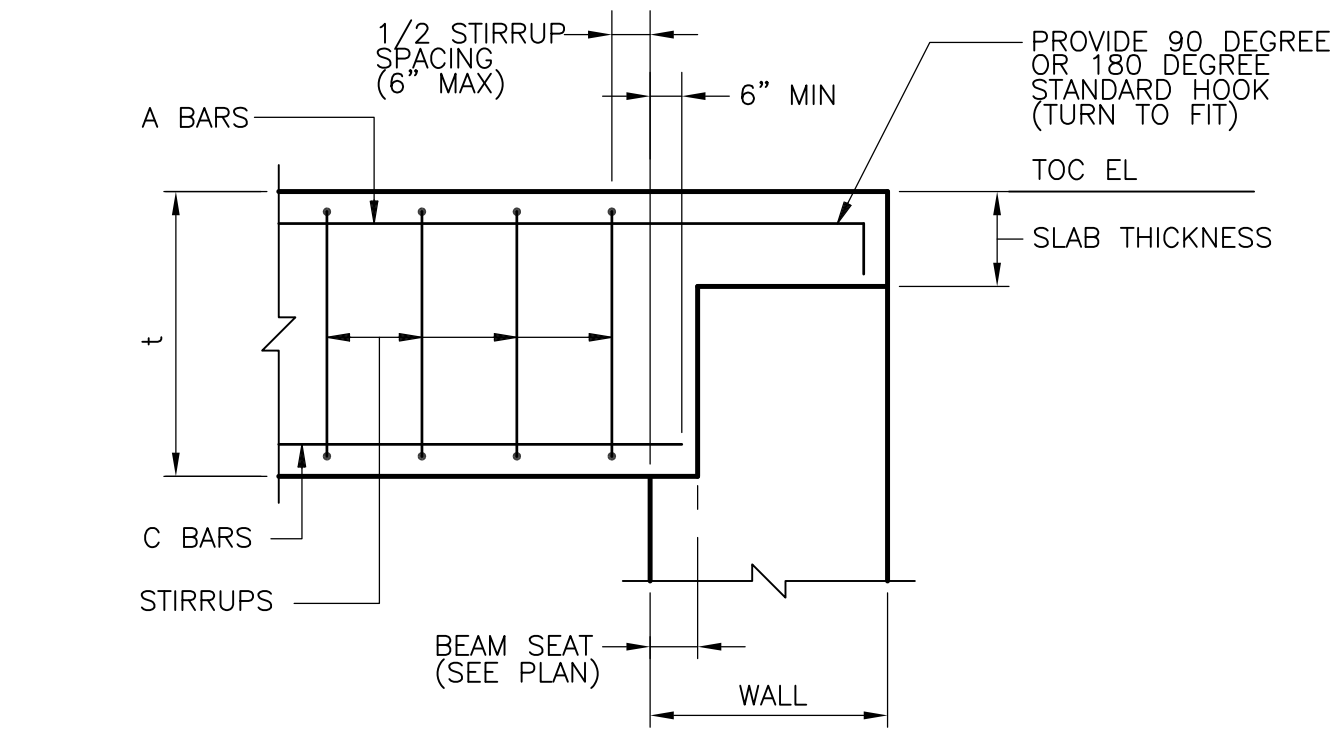 1/2 STIRRUP
SPACING
(6" MAX)
6" MIN
PROVIDE 90 DEGREE
OR 180 DEGREE
STANDARD HOOK
(TURN TO FIT)
A BARS
TOC EL
SLAB THICKNESS
t
C BARS
STIRRUPS
BEAM SEAT
(SEE PLAN)
WALL